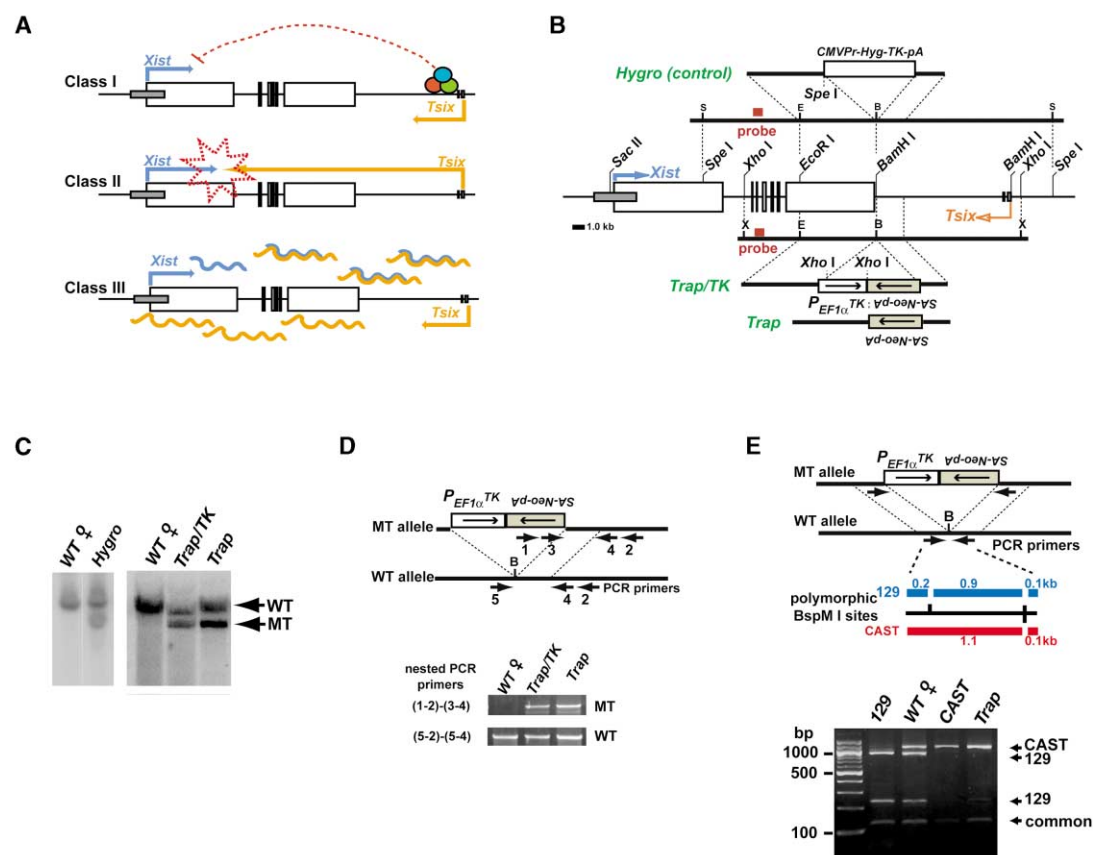 A
Class I
Xist
Tsix
Class II
Xist
Tsix
Class III
Xist
Tsix
B
CMVPr-Hyg-TK-pA
Hygro (control)
Spe I
S
E
B
S
probe
Sac II
Spe I
Xho I
EcoR I
BamH I
BamH I
Xho I
Spe I
Xist
Tsix
1.0 kb
X
E
B
X
probe
Xho I
Xho I
Trap/TK
PEF1αTK : SA-Neo-pA
Trap
SA-Neo-pA
C
WT ♀
Hygro
WT ♀
Trap/TK
Trap
WT
MT
D
PEF1αTK
SA-Neo-pA
MT allele
1
3
4
2
B
WT allele
PCR primers
5
4
2
nested PCR
primers
WT ♀
Trap/TK
Trap
(1-2)-(3-4)
MT
(5-2)-(5-4)
WT
E
PEF1αTK
SA-Neo-pA
MT allele
WT allele
B
PCR primers
0.2
0.9
0.1kb
129
polymorphic
BspM I sites
CAST
1.1
0.1kb
129
WT ♀
CAST
Trap
bp
1000
500
100
CAST
129
129
common